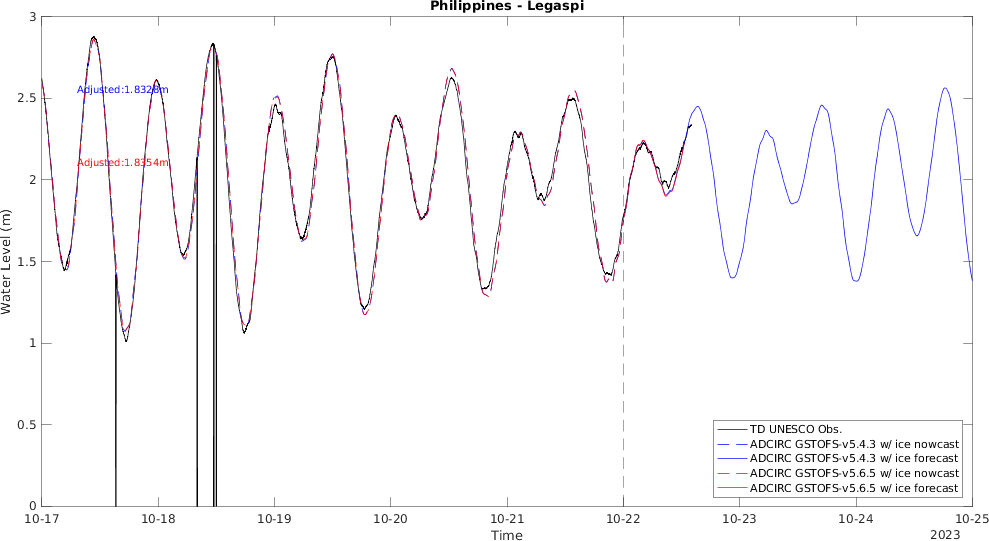 Philippines - Legaspi
3
2.5
2
1.5
1
0.5
0
Water Level (m)
Adjusted:1.8328m
Adjusted:1.8354m
TD UNESCO Obs.
ADCIRC GSTOFS-v5.4.3 w/ ice nowcast
ADCIRC GSTOFS-v5.4.3 w/ ice forecast
ADCIRC GSTOFS-v5.6.5 w/ ice nowcast
ADCIRC GSTOFS-v5.6.5 w/ ice forecast
10-17 10-18 10-19 10-20 10-21 10-22 10-23 10-24 10-25
Time
2023